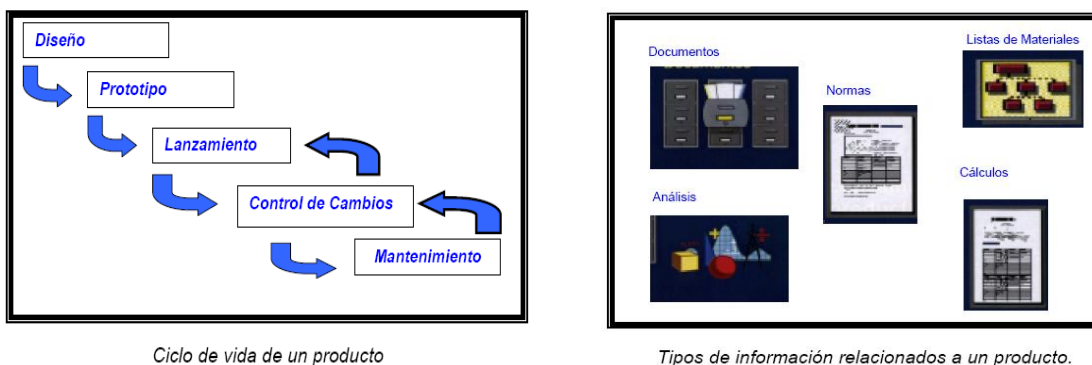 Diseño
Prototipo
Lanzamiento
Control de Cambios
Mantenimiento
Ciclo de vida de un producto
Documentos
Listas de Materiales
Normas
Cálculos
Análisis
Tipos de información relacionados a un producto.